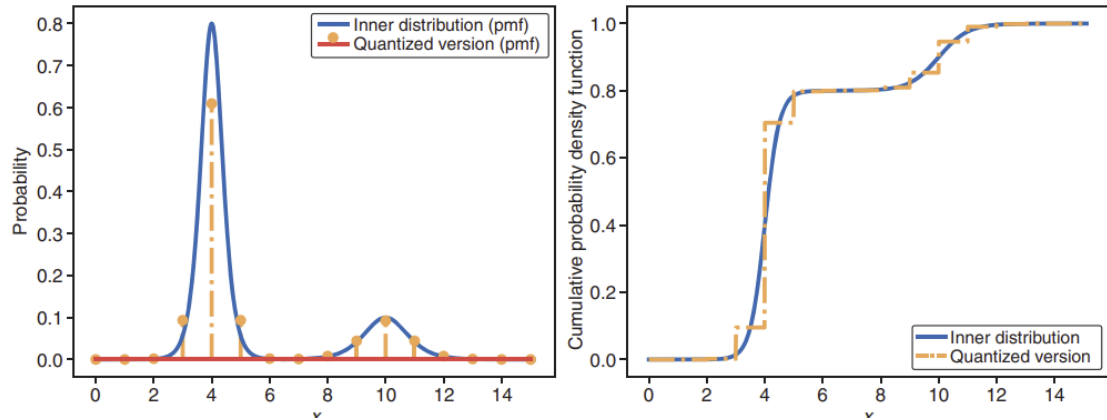 Probability
0.8
0.7
0.6
0.5
0.4
0.3
0.2
0.1
0.0
0 2 4 6 8 10 12 14
x
Inner distribution (pmf)
Quantized version (pmf)
Cumulative probability density function
1.0
0.8
0.6
0.4
0.2
0.0
0 2 4 6 8 10 12 14
x
Inner distribution
Quantized version